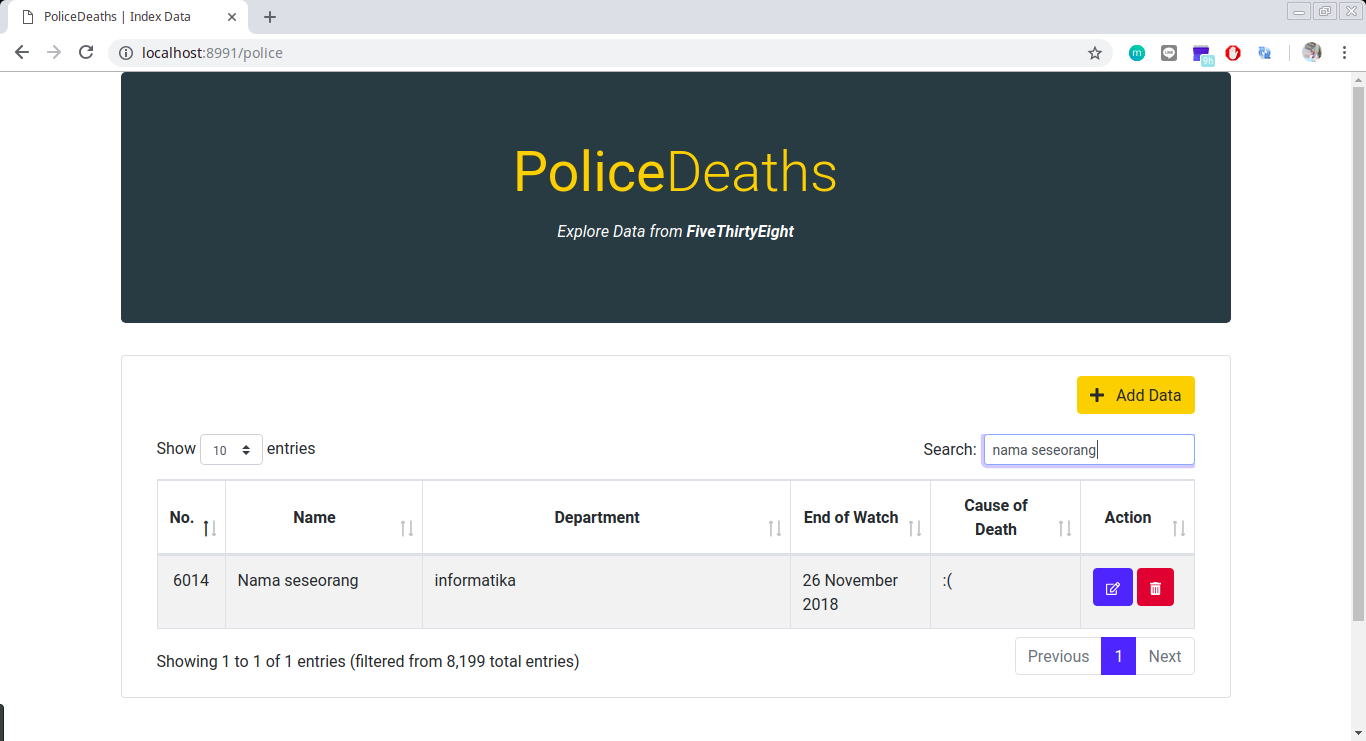 PoliceDeaths | Index Data
localhost:8991/police
9h
PoliceDeaths
Explore Data from FiveThirtyEight
Add Data
Show 10 entries
Search: nama seseorang
No. Name Department End of Watch Cause of Death Action
6014 Nama seseorang informatika 26 November 2018 :(
Showing 1 to 1 of 1 entries (filtered from 8,199 total entries)
Previous 1 Next